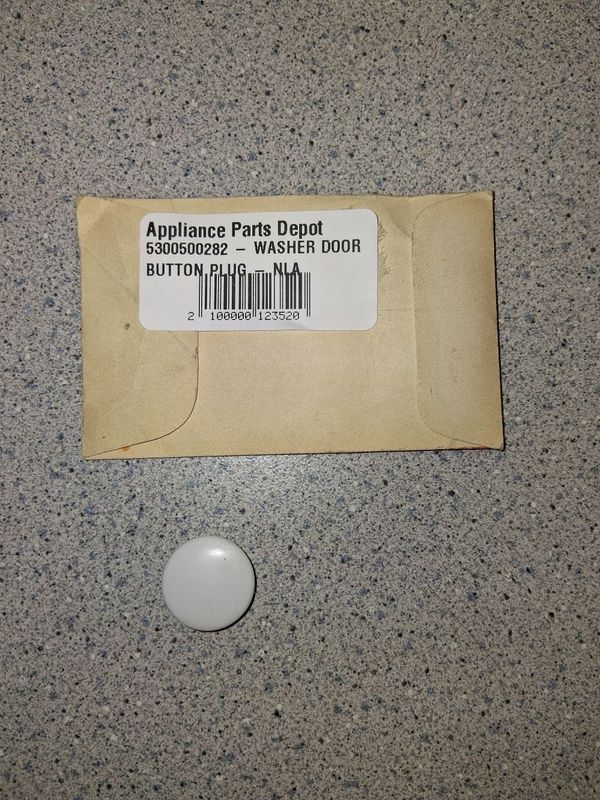 Appliance Parts Depot
5300500282 – WASHER DOOR
BUTTON PLUG – NLA
2 100000 123520